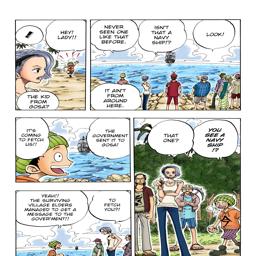 LOOK!
ISN'T
THAT A
NAVY
SHIP!?
NEVER
SEEN ONE
LIKE THAT
BEFORE.
IT AIN'T
FROM
AROUND
HERE.
HEY!
LADY!!
!
THE KID
FROM
GOSA?
YOU
SEE A
NAVY
SHIP
!?
THAT
ONE?
THE
GOVERNMENT
SENT IT TO
GOSA!
IT'S
COMING
TO FETCH
US!!
TO
FETCH
YOU?!
YEAH!!
THE SURVIVING
VILLAGE ELDERS
MANAGED TO GET A
MESSAGE TO THE
GOVER'MENT!!